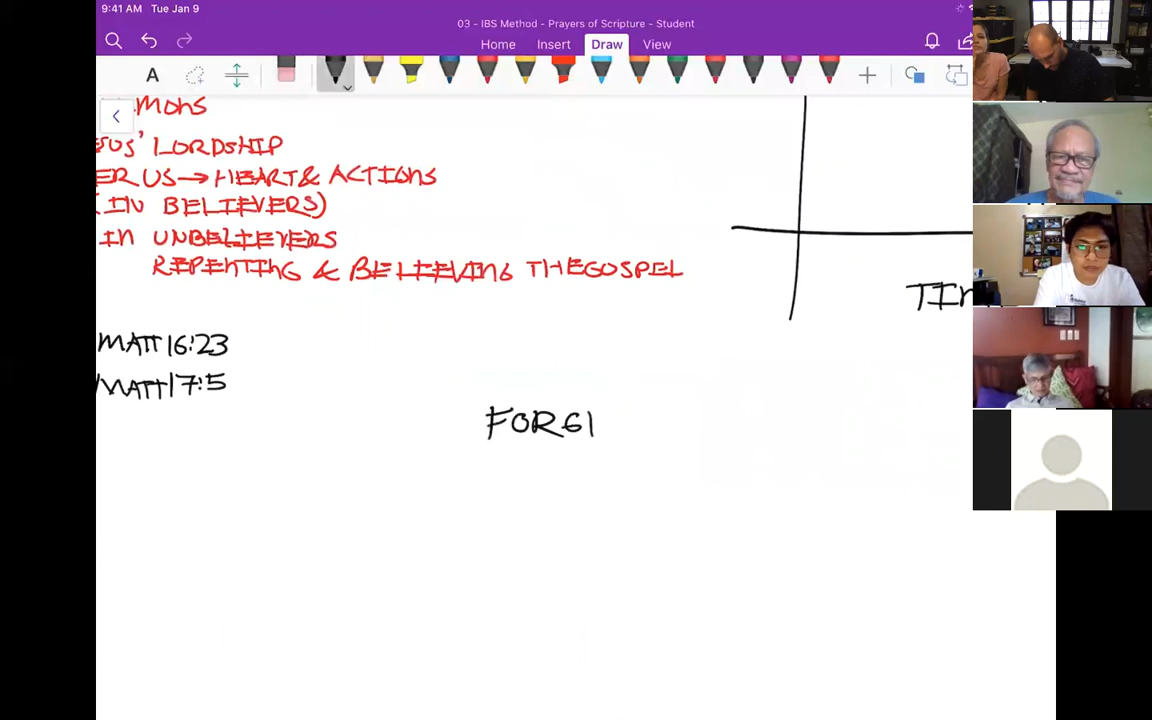 9:41 AM Tue Jan 9
03 - IBS Method - Prayers of Scripture - Student
Home Insert Draw View
A
MONS
SUS' LORDSHIP
ER US → HEART & ACTIONS
(IN BELIEVERS)
IN UNBELIEVERS
REPENTING & BELIEVING THE GOSPEL
TIM
MATT 16:23
MATT 17:5
FORGI